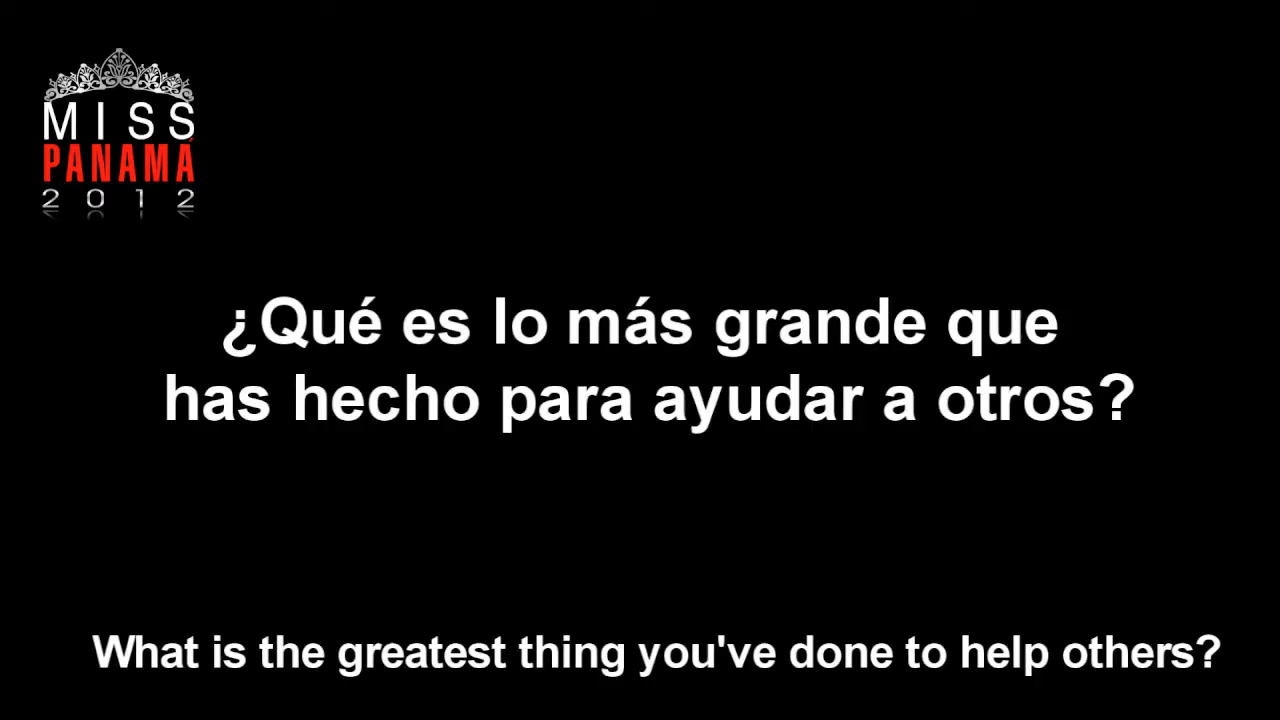 MISS
PANAMÁ
2012
¿Qué es lo más grande que
has hecho para ayudar a otros?
What is the greatest thing you've done to help others?